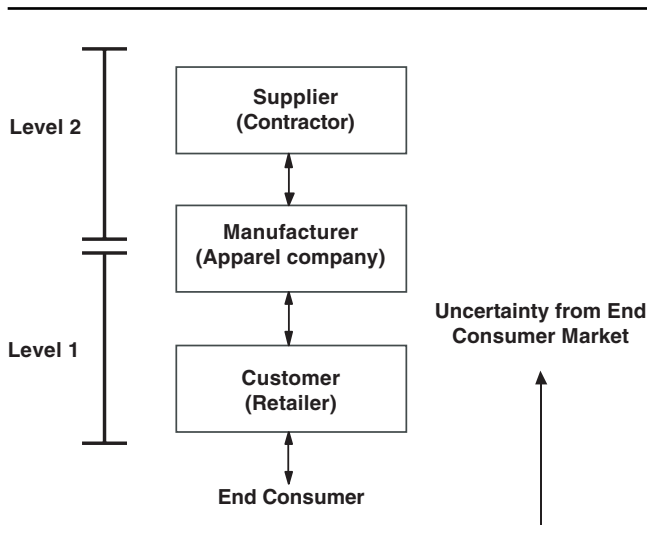 Level 2
Supplier
(Contractor)
Manufacturer
(Apparel company)
Level 1
Customer
(Retailer)
End Consumer
Uncertainty from End
Consumer Market